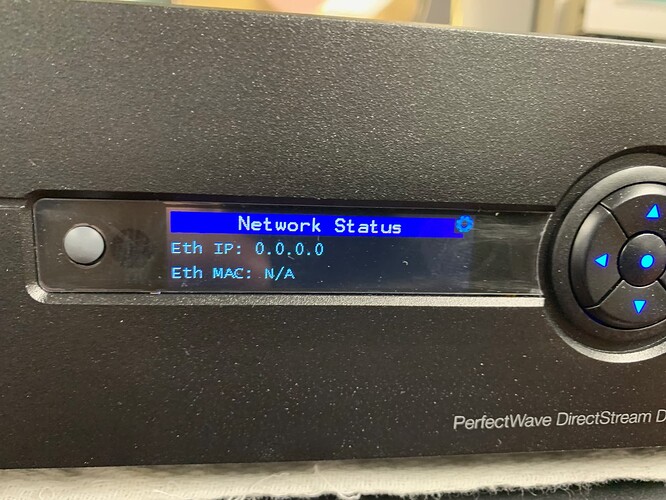 Network Status
Eth IP: 0.0.0.0
Eth MAC: N/A
PerfectWave DirectStream D